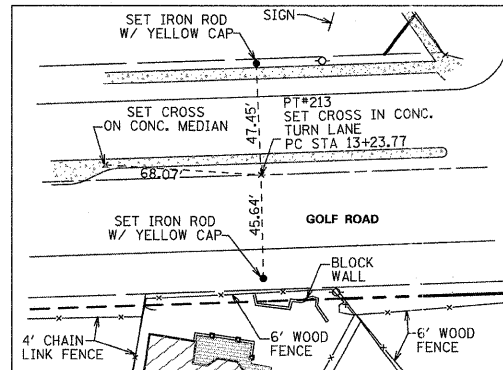 SIGN
SET IRON ROD
W/ YELLOW CAP
47.45'
PT#213
SET CROSS IN CONC.
TURN LANE
PC STA 13+23.77
SET CROSS
ON CONC. MEDIAN
68.07'
45.64'
SET IRON ROD
W/ YELLOW CAP
GOLF ROAD
BLOCK
WALL
4' CHAIN
LINK FENCE
6' WOOD
FENCE
6' WOOD
FENCE